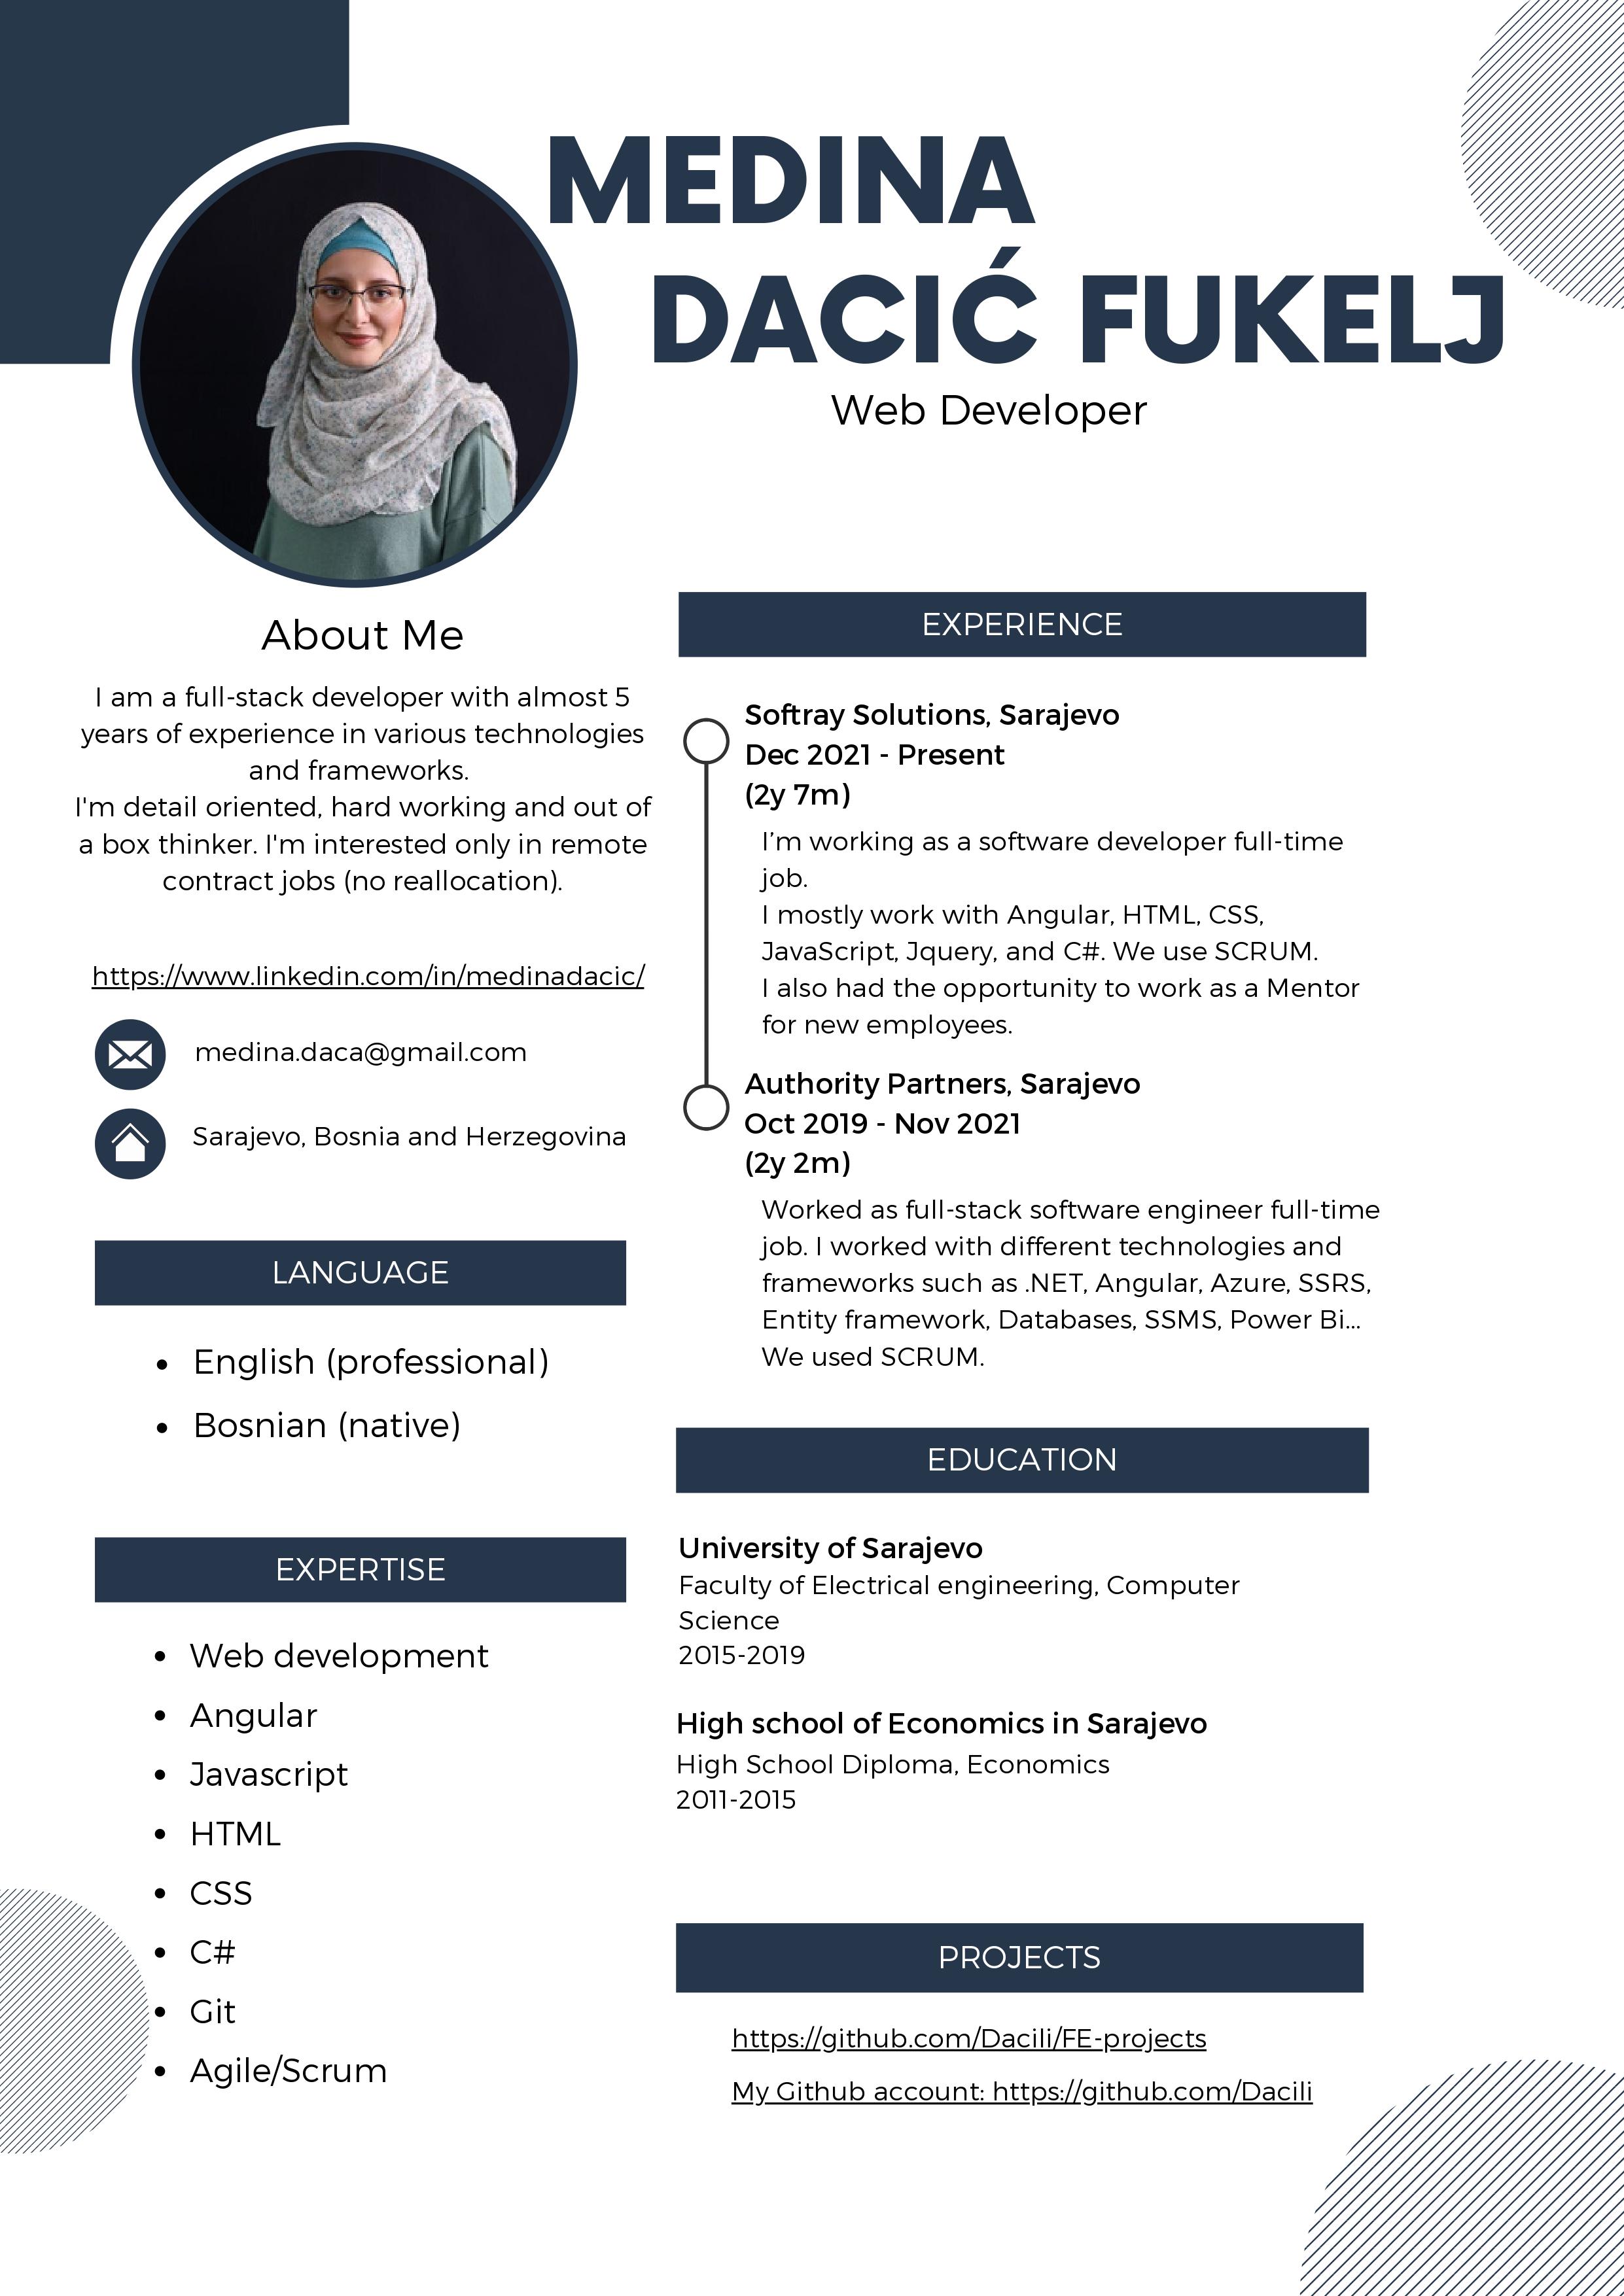 MEDINA
DACIĆ FUKELJ
Web Developer
About Me
I am a full-stack developer with almost 5
years of experience in various technologies
and frameworks.
I'm detail oriented, hard working and out of
a box thinker. I'm interested only in remote
contract jobs (no reallocation).
https://www.linkedin.com/in/medinadacic/
medina.daca@gmail.com
Sarajevo, Bosnia and Herzegovina
LANGUAGE
• English (professional)
• Bosnian (native)
EXPERTISE
• Web development
• Angular
• Javascript
• HTML
• CSS
• C#
• Git
• Agile/Scrum
EXPERIENCE
Softray Solutions, Sarajevo
Dec 2021 - Present
(2y 7m)
I’m working as a software developer full-time
job.
I mostly work with Angular, HTML, CSS,
JavaScript, Jquery, and C#. We use SCRUM.
I also had the opportunity to work as a Mentor
for new employees.
Authority Partners, Sarajevo
Oct 2019 - Nov 2021
(2y 2m)
Worked as full-stack software engineer full-time
job. I worked with different technologies and
frameworks such as .NET, Angular, Azure, SSRS,
Entity framework, Databases, SSMS, Power Bi...
We used SCRUM.
EDUCATION
University of Sarajevo
Faculty of Electrical engineering, Computer
Science
2015-2019
High school of Economics in Sarajevo
High School Diploma, Economics
2011-2015
PROJECTS
https://github.com/Dacili/FE-projects
My Github account: https://github.com/Dacili